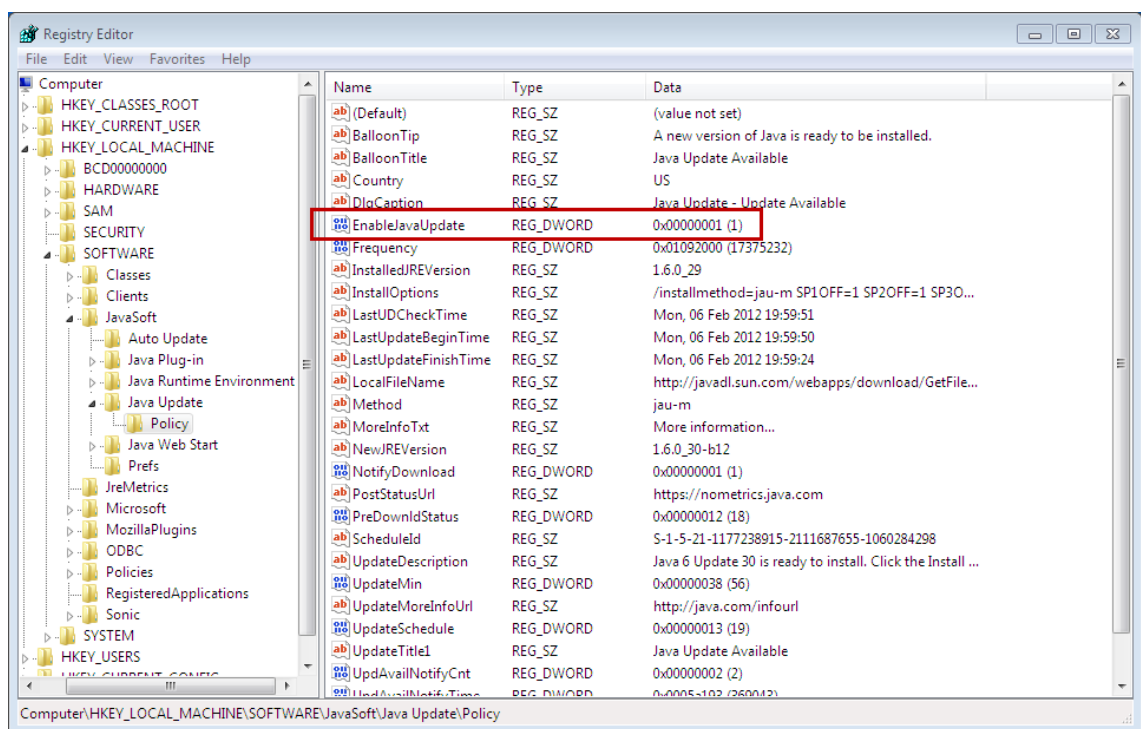 Registry Editor
File Edit View Favorites Help
Computer
HKEY_CLASSES_ROOT
HKEY_CURRENT_USER
HKEY_LOCAL_MACHINE
BCD00000000
HARDWARE
SAM
SECURITY
SOFTWARE
Classes
Clients
JavaSoft
Auto Update
Java Plug-in
Java Runtime Environment
Java Update
Policy
Java Web Start
Prefs
JreMetrics
Microsoft
MozillaPlugins
ODBC
Policies
RegisteredApplications
Sonic
SYSTEM
HKEY_USERS
HKEY_CURRENT_CONFIG
Name Type Data
(Default) REG_SZ (value not set)
BalloonTip REG_SZ A new version of Java is ready to be installed.
BalloonTitle REG_SZ Java Update Available
Country REG_SZ US
DlgCaption REG_SZ Java Update - Update Available
EnableJavaUpdate REG_DWORD 0x00000001 (1)
Frequency REG_DWORD 0x01092000 (17375232)
InstalledJREVersion REG_SZ 1.6.0_29
InstallOptions REG_SZ /installmethod=jau-m SP1OFF=1 SP2OFF=1 SP3O...
LastUDCheckTime REG_SZ Mon, 06 Feb 2012 19:59:51
LastUpdateBeginTime REG_SZ Mon, 06 Feb 2012 19:59:50
LastUpdateFinishTime REG_SZ Mon, 06 Feb 2012 19:59:24
LocalFileName REG_SZ http://javadl.sun.com/webapps/download/GetFile...
Method REG_SZ jau-m
MoreInfoTxt REG_SZ More information...
NewJREVersion REG_SZ 1.6.0_30-b12
NotifyDownload REG_DWORD 0x00000001 (1)
PostStatusUrl REG_SZ https://nometrics.java.com
PreDownldStatus REG_DWORD 0x00000012 (18)
ScheduleId REG_SZ S-1-5-21-1177238915-2111687655-1060284298
UpdateDescription REG_SZ Java 6 Update 30 is ready to install. Click the Install ...
UpdateMin REG_DWORD 0x00000038 (56)
UpdateMoreInfoUrl REG_SZ http://java.com/infourl
UpdateSchedule REG_DWORD 0x00000013 (19)
UpdateTitle1 REG_SZ Java Update Available
UpdAvailNotifyCnt REG_DWORD 0x00000002 (2)
UpdAvailNotifyTime REG_DWORD 0x0005a193 (369043)
Computer\HKEY_LOCAL_MACHINE\SOFTWARE\JavaSoft\Java Update\Policy